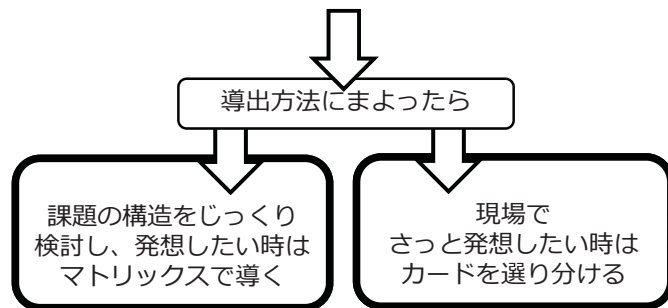 導出方法にまよったら
課題の構造をじっくり
検討し、発想したい時は
マトリックスで導く
現場で
さっと発想したい時は
カードを選り分ける